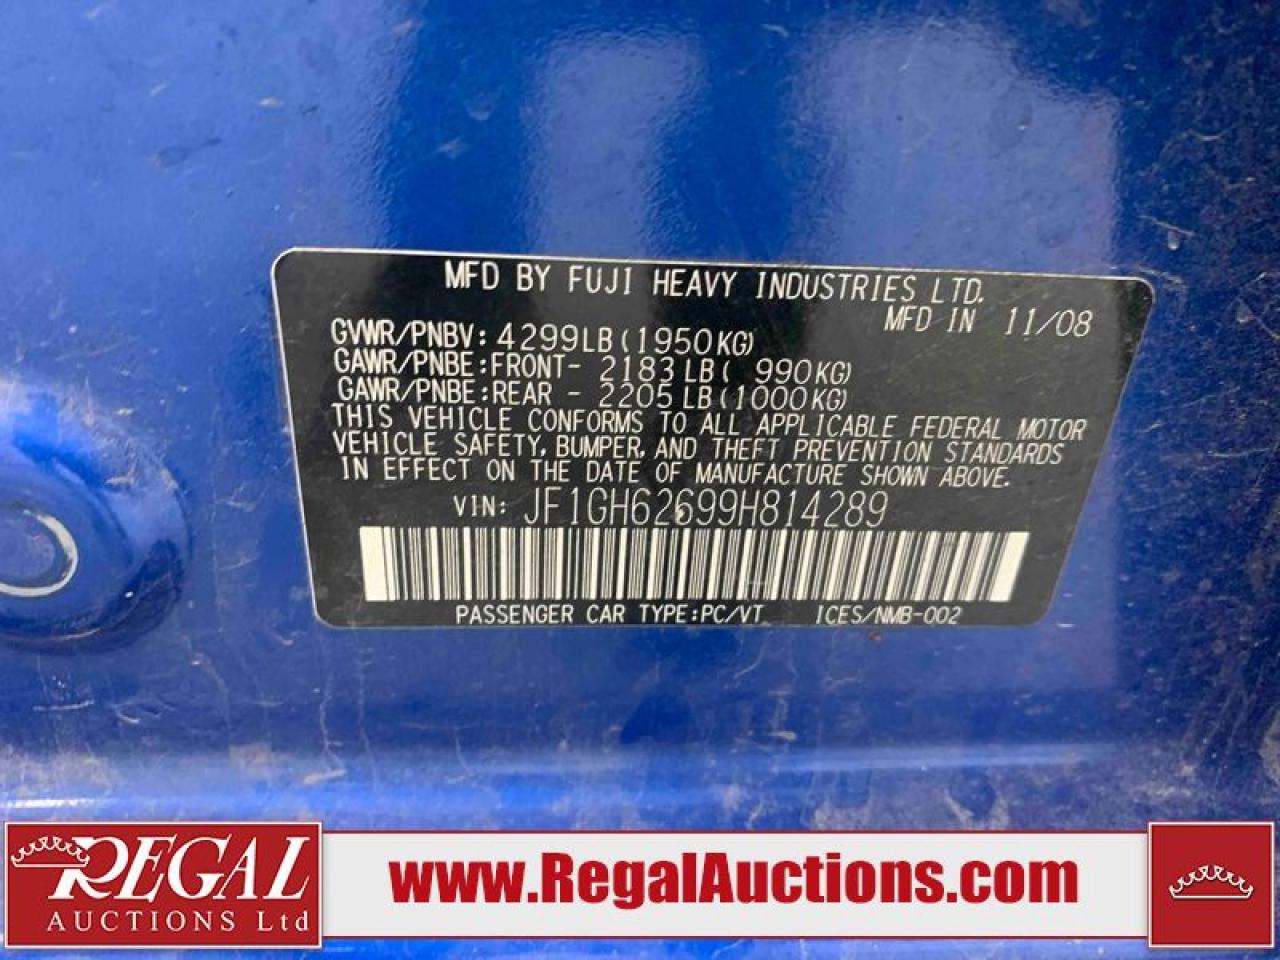 MFD BY FUJI HEAVY INDUSTRIES LTD.
MFD IN 11/08
GVWR/PNBV: 4299LB(1950KG)
GAWR/PNBE:FRONT- 2183LB( 990KG)
GAWR/PNBE:REAR - 2205LB(1000KG)
THIS VEHICLE CONFORMS TO ALL APPLICABLE FEDERAL MOTOR
VEHICLE SAFETY, BUMPER, AND THEFT PREVENTION STANDARDS
IN EFFECT ON THE DATE OF MANUFACTURE SHOWN ABOVE.
VIN: JF1GH62699H814289
PASSENGER CAR TYPE:PC/VT ICES/NMB-002
REGAL
AUCTIONS Ltd
www.RegalAuctions.com